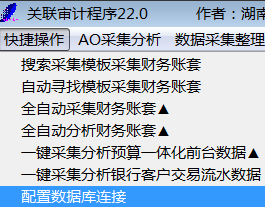 关联审计程序22.0 作者：湖南
快捷操作 AO采集分析 数据采集整理
搜索采集模板采集财务账套
自动寻找模板采集财务账套
全自动采集财务账套▲
全自动分析财务账套▲
一键采集分析预算一体化前台数据▲
一键采集分析银行客户交易流水数据
配置数据库连接